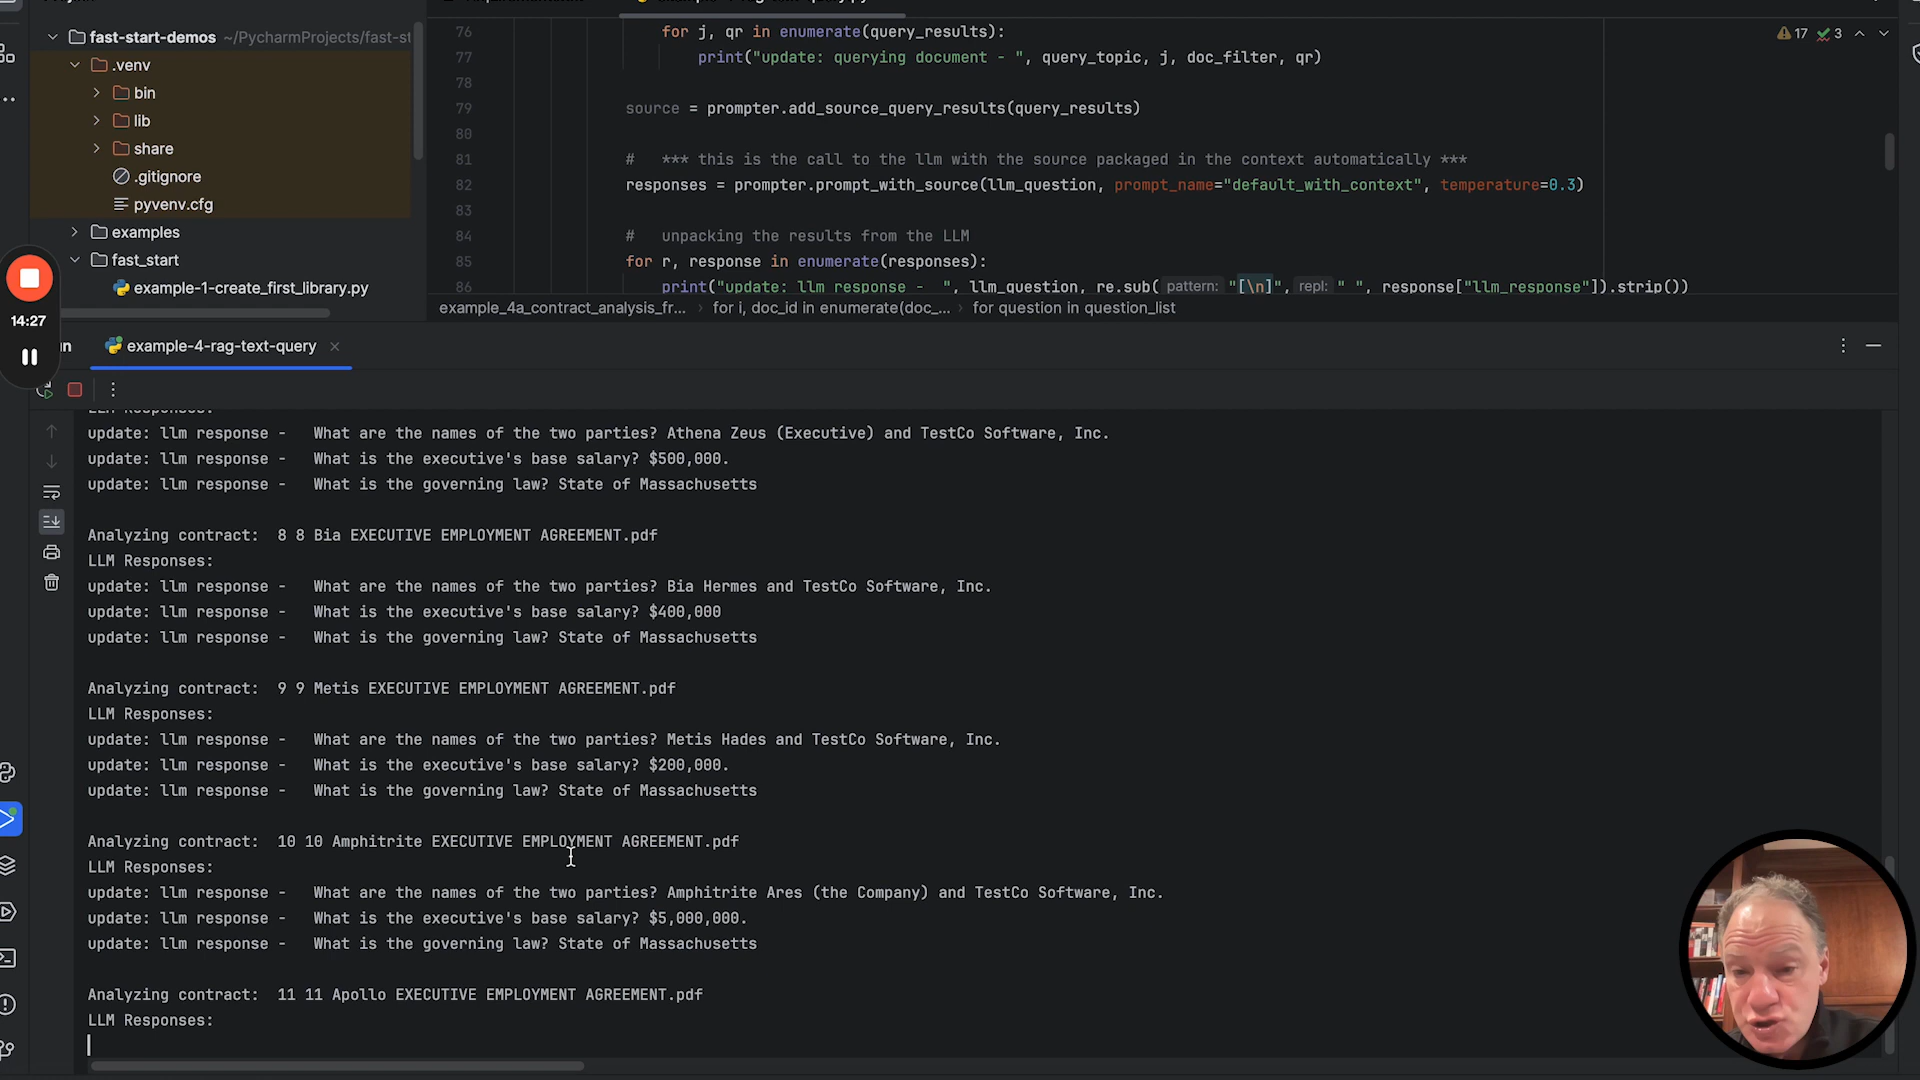 fast-start-demos ~/PycharmProjects/fast-st
.venv
bin
lib
share
.gitignore
pyvenv.cfg
examples
fast_start
example-1-create_first_library.py
14:27
76 for j, qr in enumerate(query_results):
77 print("update: querying document - ", query_topic, j, doc_filter, qr)
78
79 source = prompter.add_source_query_results(query_results)
80
81 # *** this is the call to the llm with the source packaged in the context automatically ***
82 responses = prompter.prompt_with_source(llm_question, prompt_name="default_with_context", temperature=0.3)
83
84 # unpacking the results from the LLM
85 for r, response in enumerate(responses):
86 print("update: llm response - ", llm_question, re.sub( pattern: "[\n]", repl: " ", response["llm_response"]).strip())
17 3
example_4a_contract_analysis_fr... › for i, doc_id in enumerate(doc_... › for question in question_list
example-4-rag-text-query
LLM Responses:
update: llm response - What are the names of the two parties? Athena Zeus (Executive) and TestCo Software, Inc.
update: llm response - What is the executive's base salary? $500,000.
update: llm response - What is the governing law? State of Massachusetts
Analyzing contract: 8 8 Bia EXECUTIVE EMPLOYMENT AGREEMENT.pdf
LLM Responses:
update: llm response - What are the names of the two parties? Bia Hermes and TestCo Software, Inc.
update: llm response - What is the executive's base salary? $400,000
update: llm response - What is the governing law? State of Massachusetts
Analyzing contract: 9 9 Metis EXECUTIVE EMPLOYMENT AGREEMENT.pdf
LLM Responses:
update: llm response - What are the names of the two parties? Metis Hades and TestCo Software, Inc.
update: llm response - What is the executive's base salary? $200,000.
update: llm response - What is the governing law? State of Massachusetts
Analyzing contract: 10 10 Amphitrite EXECUTIVE EMPLOYMENT AGREEMENT.pdf
LLM Responses:
update: llm response - What are the names of the two parties? Amphitrite Ares (the Company) and TestCo Software, Inc.
update: llm response - What is the executive's base salary? $5,000,000.
update: llm response - What is the governing law? State of Massachusetts
Analyzing contract: 11 11 Apollo EXECUTIVE EMPLOYMENT AGREEMENT.pdf
LLM Responses: